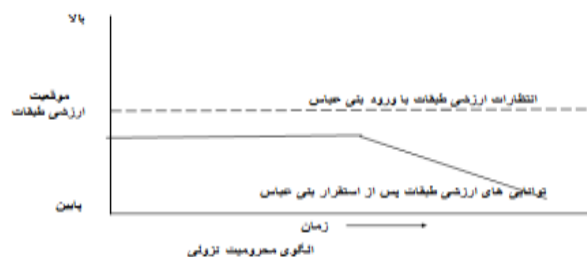 بالا
انتظارات ارزشی طبقات با ورود بنی عباس
موقعیت
ارزشی طبقات
توانایی های ارزشی طبقات پس از استقرار بنی عباس
پایین
زمان
الگوی محرومیت نزولی